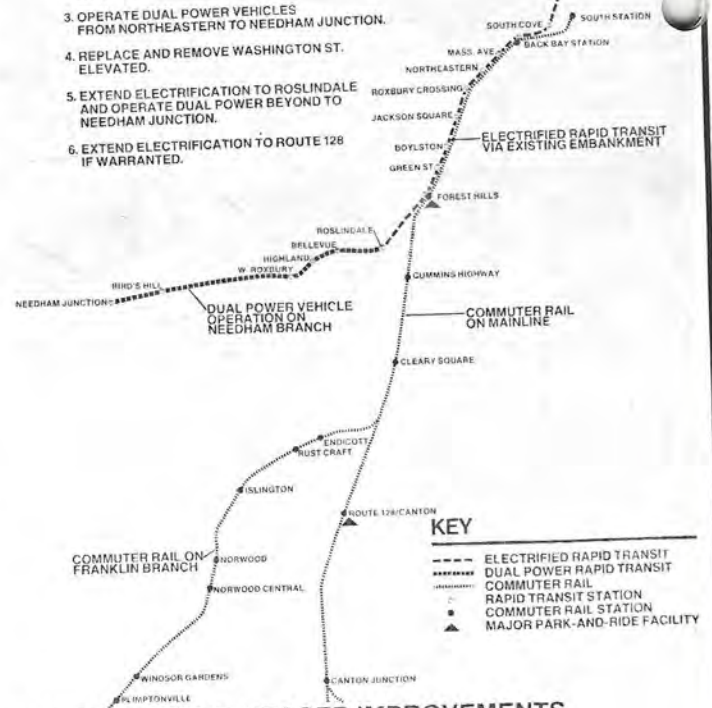 3. OPERATE DUAL POWER VEHICLES
FROM NORTHEASTERN TO NEEDHAM JUNCTION.
4. REPLACE AND REMOVE WASHINGTON ST.
ELEVATED.
5. EXTEND ELECTRIFICATION TO ROSLINDALE
AND OPERATE DUAL POWER BEYOND TO
NEEDHAM JUNCTION.
6. EXTEND ELECTRIFICATION TO ROUTE 128
IF WARRANTED.
SOUTH COVE
SOUTH STATION
BACK BAY STATION
MASS. AVE
NORTHEASTERN
ROXBURY CROSSING
JACKSON SQUARE
BOYLSTON
ELECTRIFIED RAPID TRANSIT
VIA EXISTING EMBANKMENT
GREEN ST.
FOREST HILLS
ROSLINDALE
BELLEVUE
HIGHLAND
W. ROXBURY
BIRD'S HILL
NEEDHAM JUNCTION
DUAL POWER VEHICLE
OPERATION ON
NEEDHAM BRANCH
CUMMINS HIGHWAY
COMMUTER RAIL
ON MAINLINE
CLEARY SQUARE
ENDICOTT
RUST CRAFT
ISLINGTON
ROUTE 128/CANTON
COMMUTER RAIL ON
FRANKLIN BRANCH
NORWOOD
NORWOOD CENTRAL
WINDSOR GARDENS
PLIMPTONVILLE
CANTON JUNCTION
KEY
ELECTRIFIED RAPID TRANSIT
DUAL POWER RAPID TRANSIT
COMMUTER RAIL
RAPID TRANSIT STATION
COMMUTER RAIL STATION
MAJOR PARK-AND-RIDE FACILITY
IMPROVEMENTS